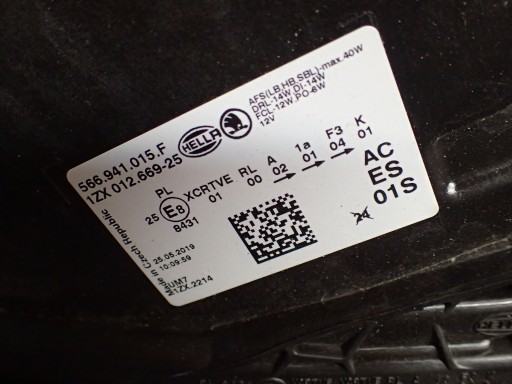 566.941.015.F
1ZX 012.669-25
HELLA
AFS(LB,HB,SBL)-max.40W
DRL-14W,DI-14W
FCL-12W,PO-6W
12V
PL
25 E8
8431
XCRTVE RL A 1a F3 K
01 00 02 01 04 01
AC
ES
01S
Czech Republic
25.05.2019
10:09:59
UM7
1ZX.2214